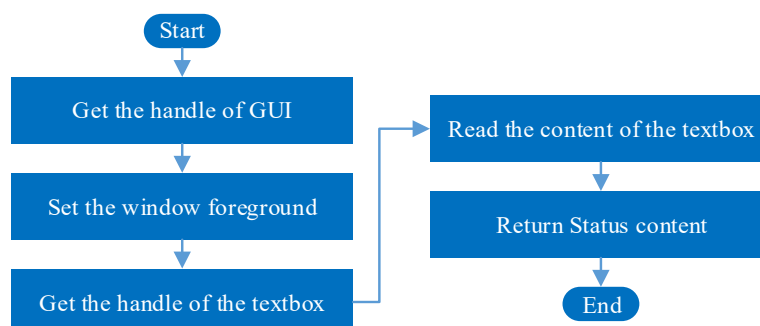 Start
Get the handle of GUI
Set the window foreground
Get the handle of the textbox
Read the content of the textbox
Return Status content
End